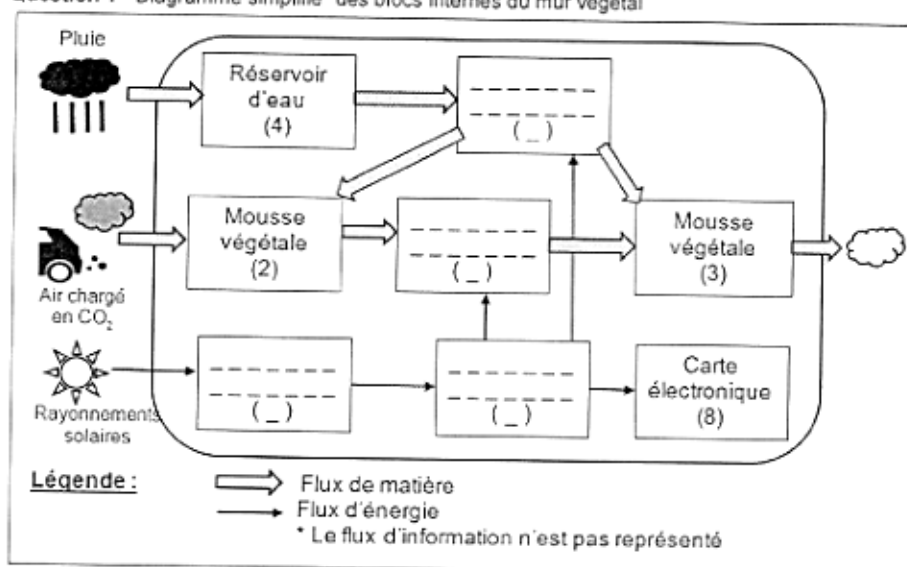 Diagramme simplifié des blocs internes du mur végétal
Pluie
Réservoir
d'eau
(4)
_ _ _ _ _ _ _
_ _ _ _ _ _ _
( _ )
Mousse
végétale
(2)
_ _ _ _ _ _ _
_ _ _ _ _ _ _
( _ )
Mousse
végétale
(3)
Air chargé
en CO₂
Rayonnements
solaires
_ _ _ _ _ _ _
_ _ _ _ _ _ _
( _ )
_ _ _ _ _ _ _
_ _ _ _ _ _ _
( _ )
Carte
électronique
(8)
Légende :
Flux de matière
Flux d'énergie
* Le flux d'information n'est pas représenté